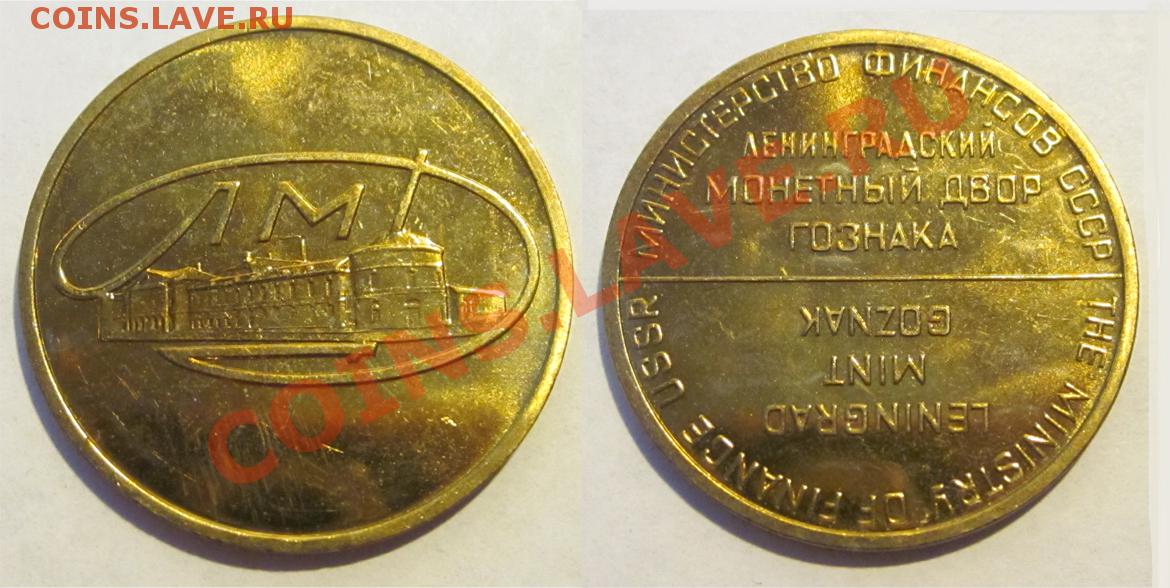 COINS.LAVE.RU
ЛМД
МИНИСТЕРСТВО ФИНАНСОВ СССР
ЛЕНИНГРАДСКИЙ
МОНЕТНЫЙ ДВОР
ГОЗНАКА
LENINGRAD
MINT
GOZNAK
THE MINISTRY OF FINANCE USSR
COINS.LAVE.RU